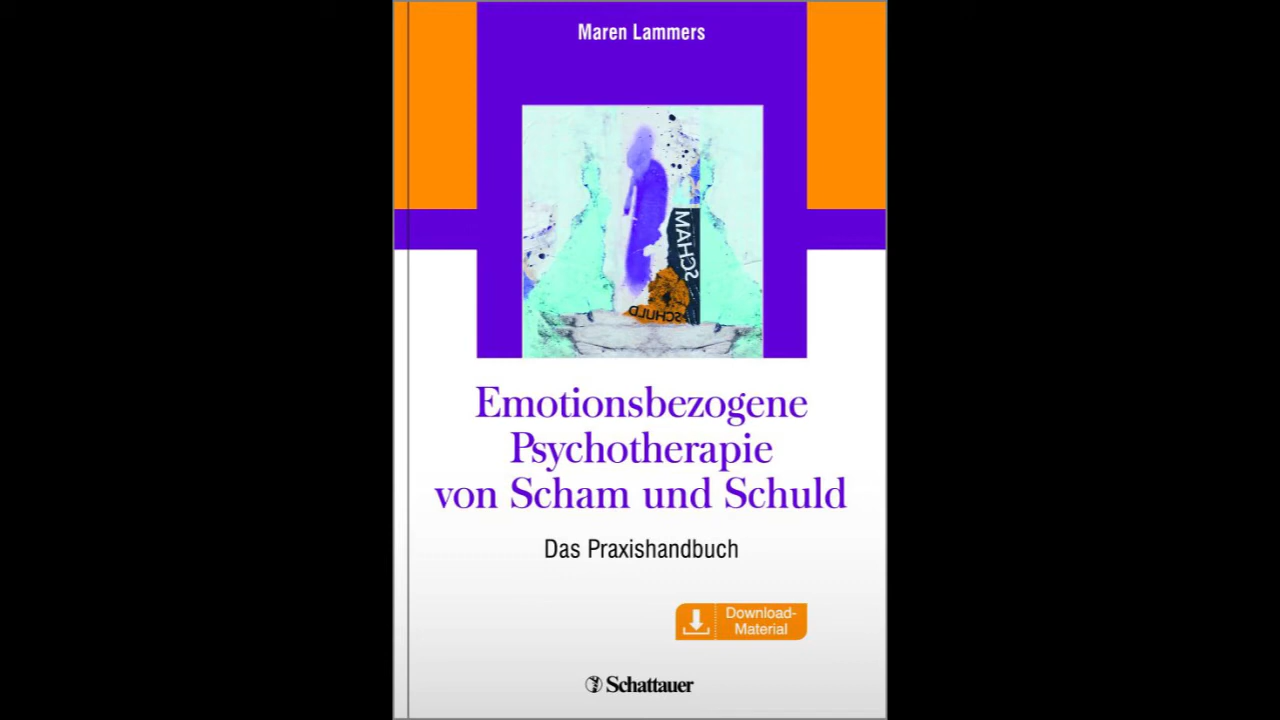 Maren Lammers
SCHAM
SCHULD
Emotionsbezogene
Psychotherapie
von Scham und Schuld
Das Praxishandbuch
Download-
Material
Schattauer